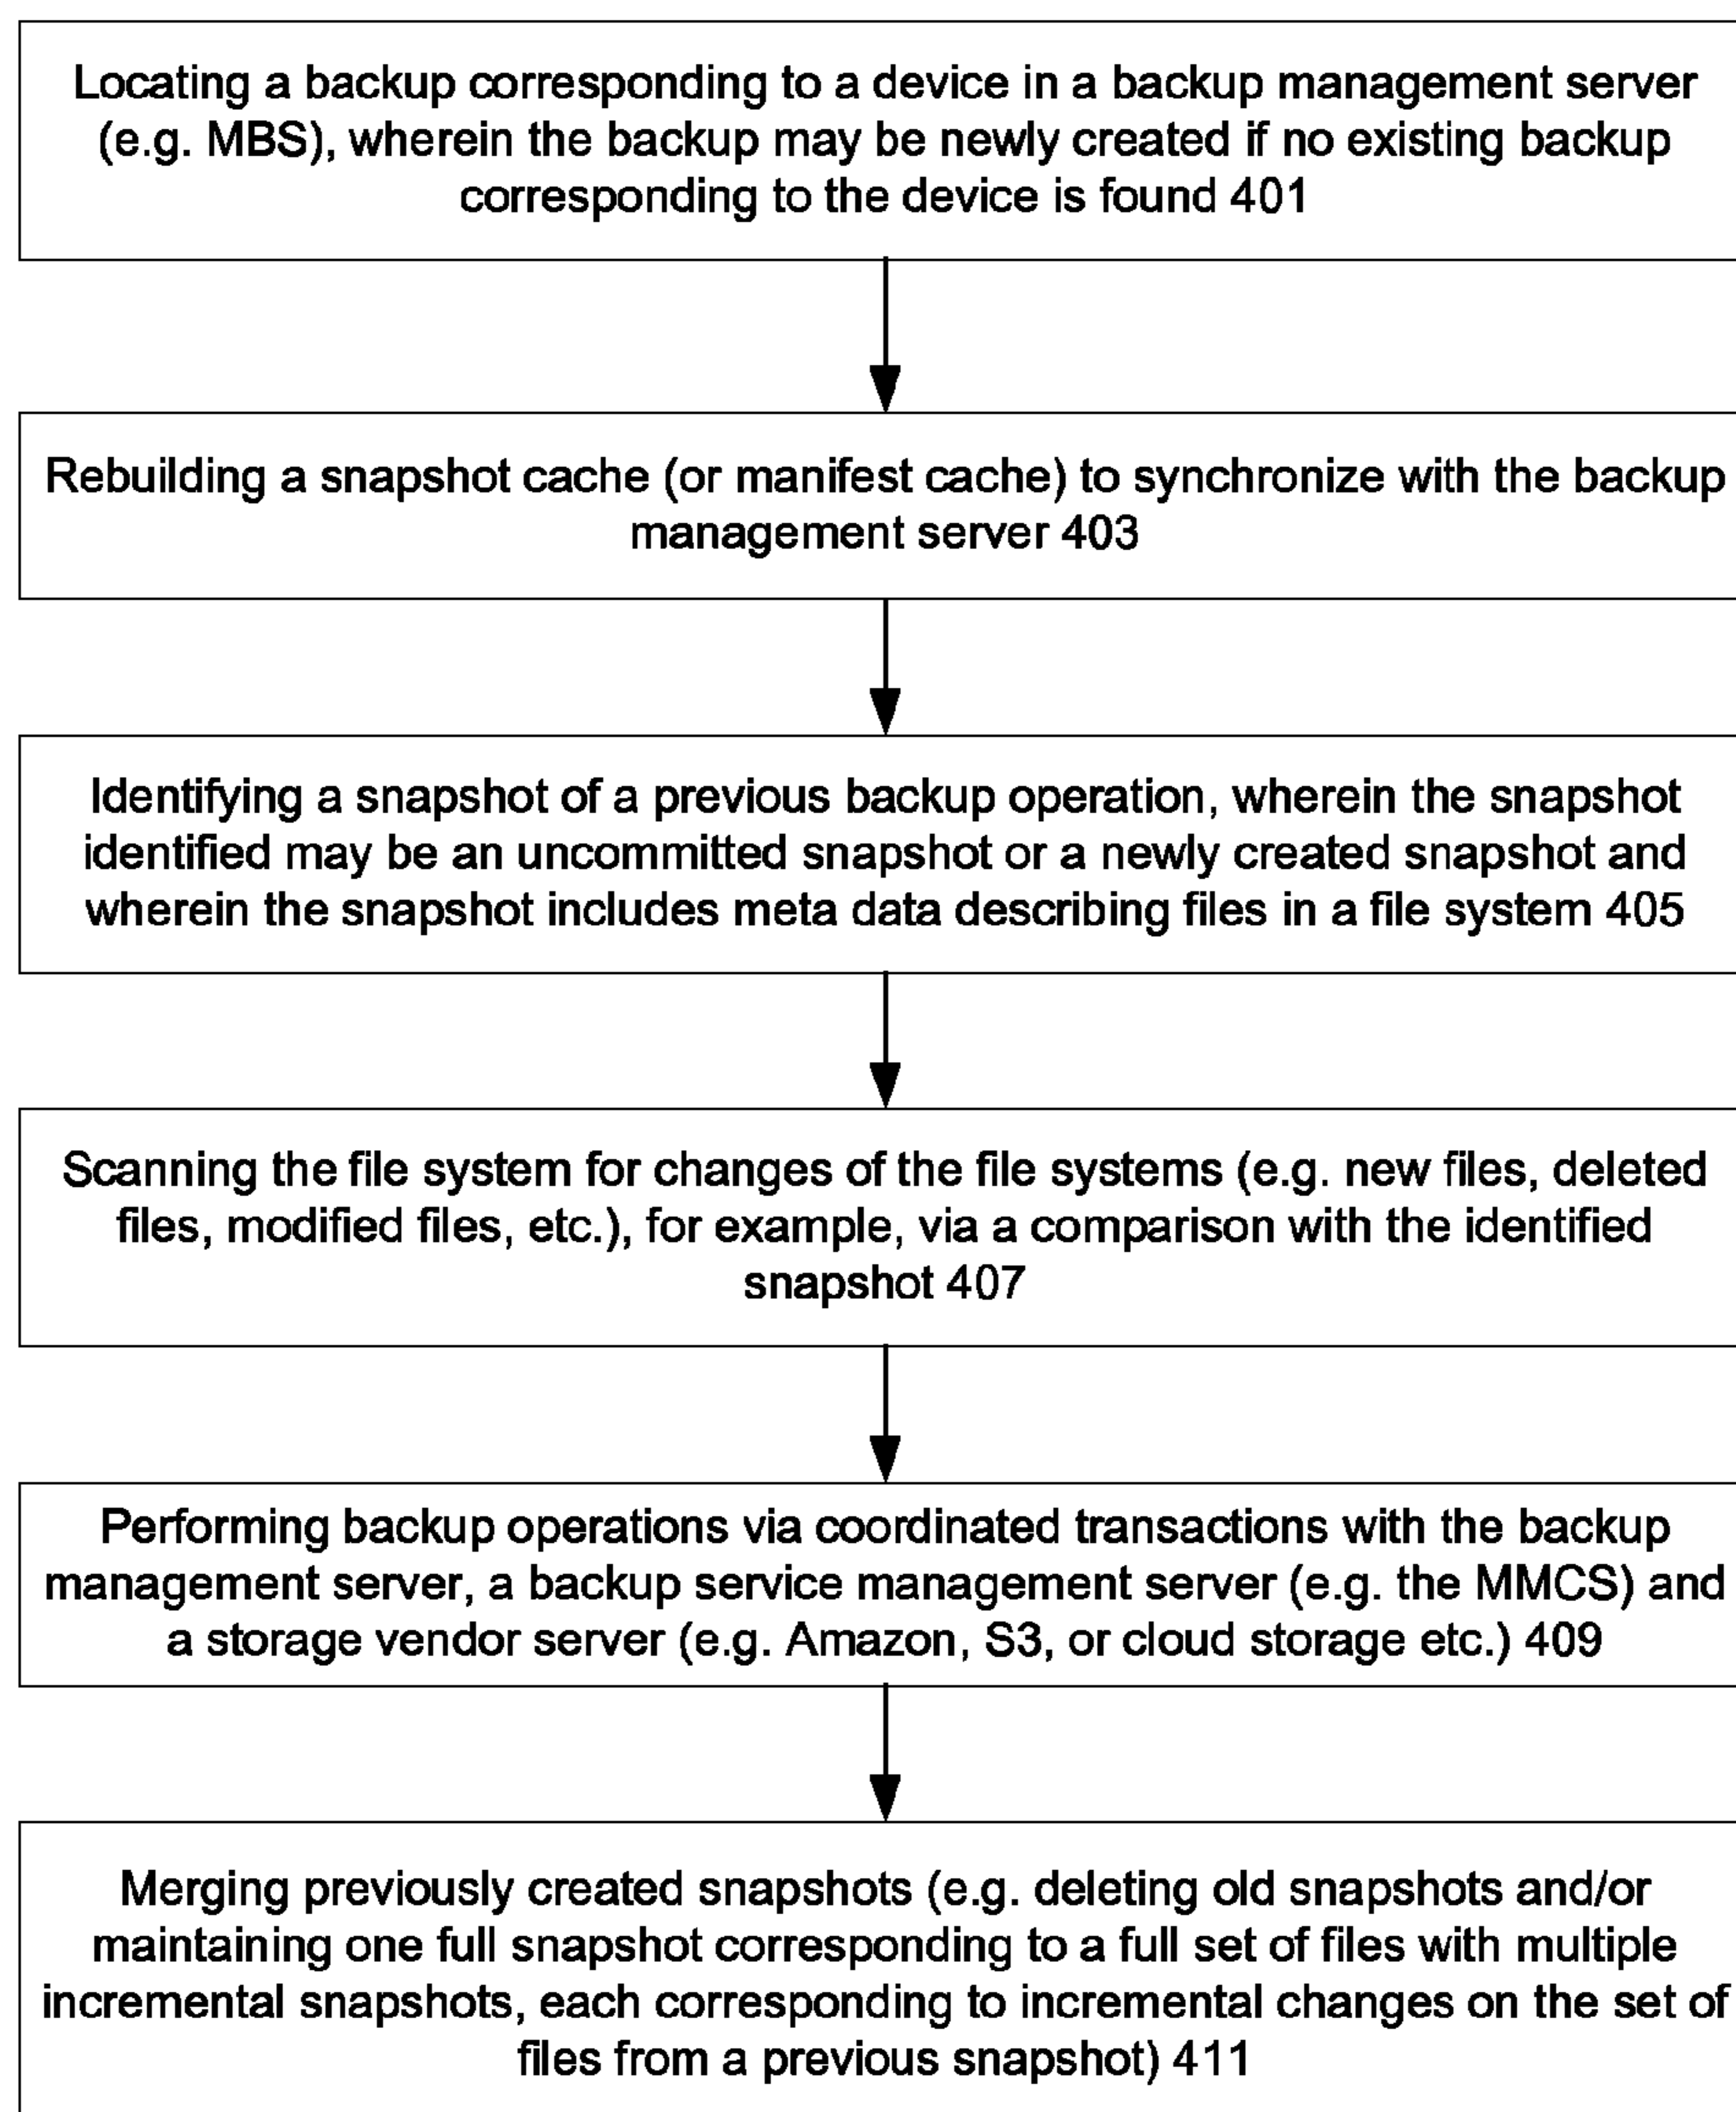 Locating a backup corresponding to a device in a backup management server
(e.g. MBS), wherein the backup may be newly created if no existing backup
corresponding to the device is found 401
Rebuilding a snapshot cache (or manifest cache) to synchronize with the backup
management server 403
Identifying a snapshot of a previous backup operation, wherein the snapshot
identified may be an uncommitted snapshot or a newly created snapshot and
wherein the snapshot includes meta data describing files in a file system 405
Scanning the file system for changes of the file systems (e.g. new files, deleted
files, modified files, etc.), for example, via a comparison with the identified
snapshot 407
Performing backup operations via coordinated transactions with the backup
management server, a backup service management server (e.g. the MMCS) and
a storage vendor server (e.g. Amazon, S3, or cloud storage etc.) 409
Merging previously created snapshots (e.g. deleting old snapshots and/or
maintaining one full snapshot corresponding to a full set of files with multiple
incremental snapshots, each corresponding to incremental changes on the set of
files from a previous snapshot) 411